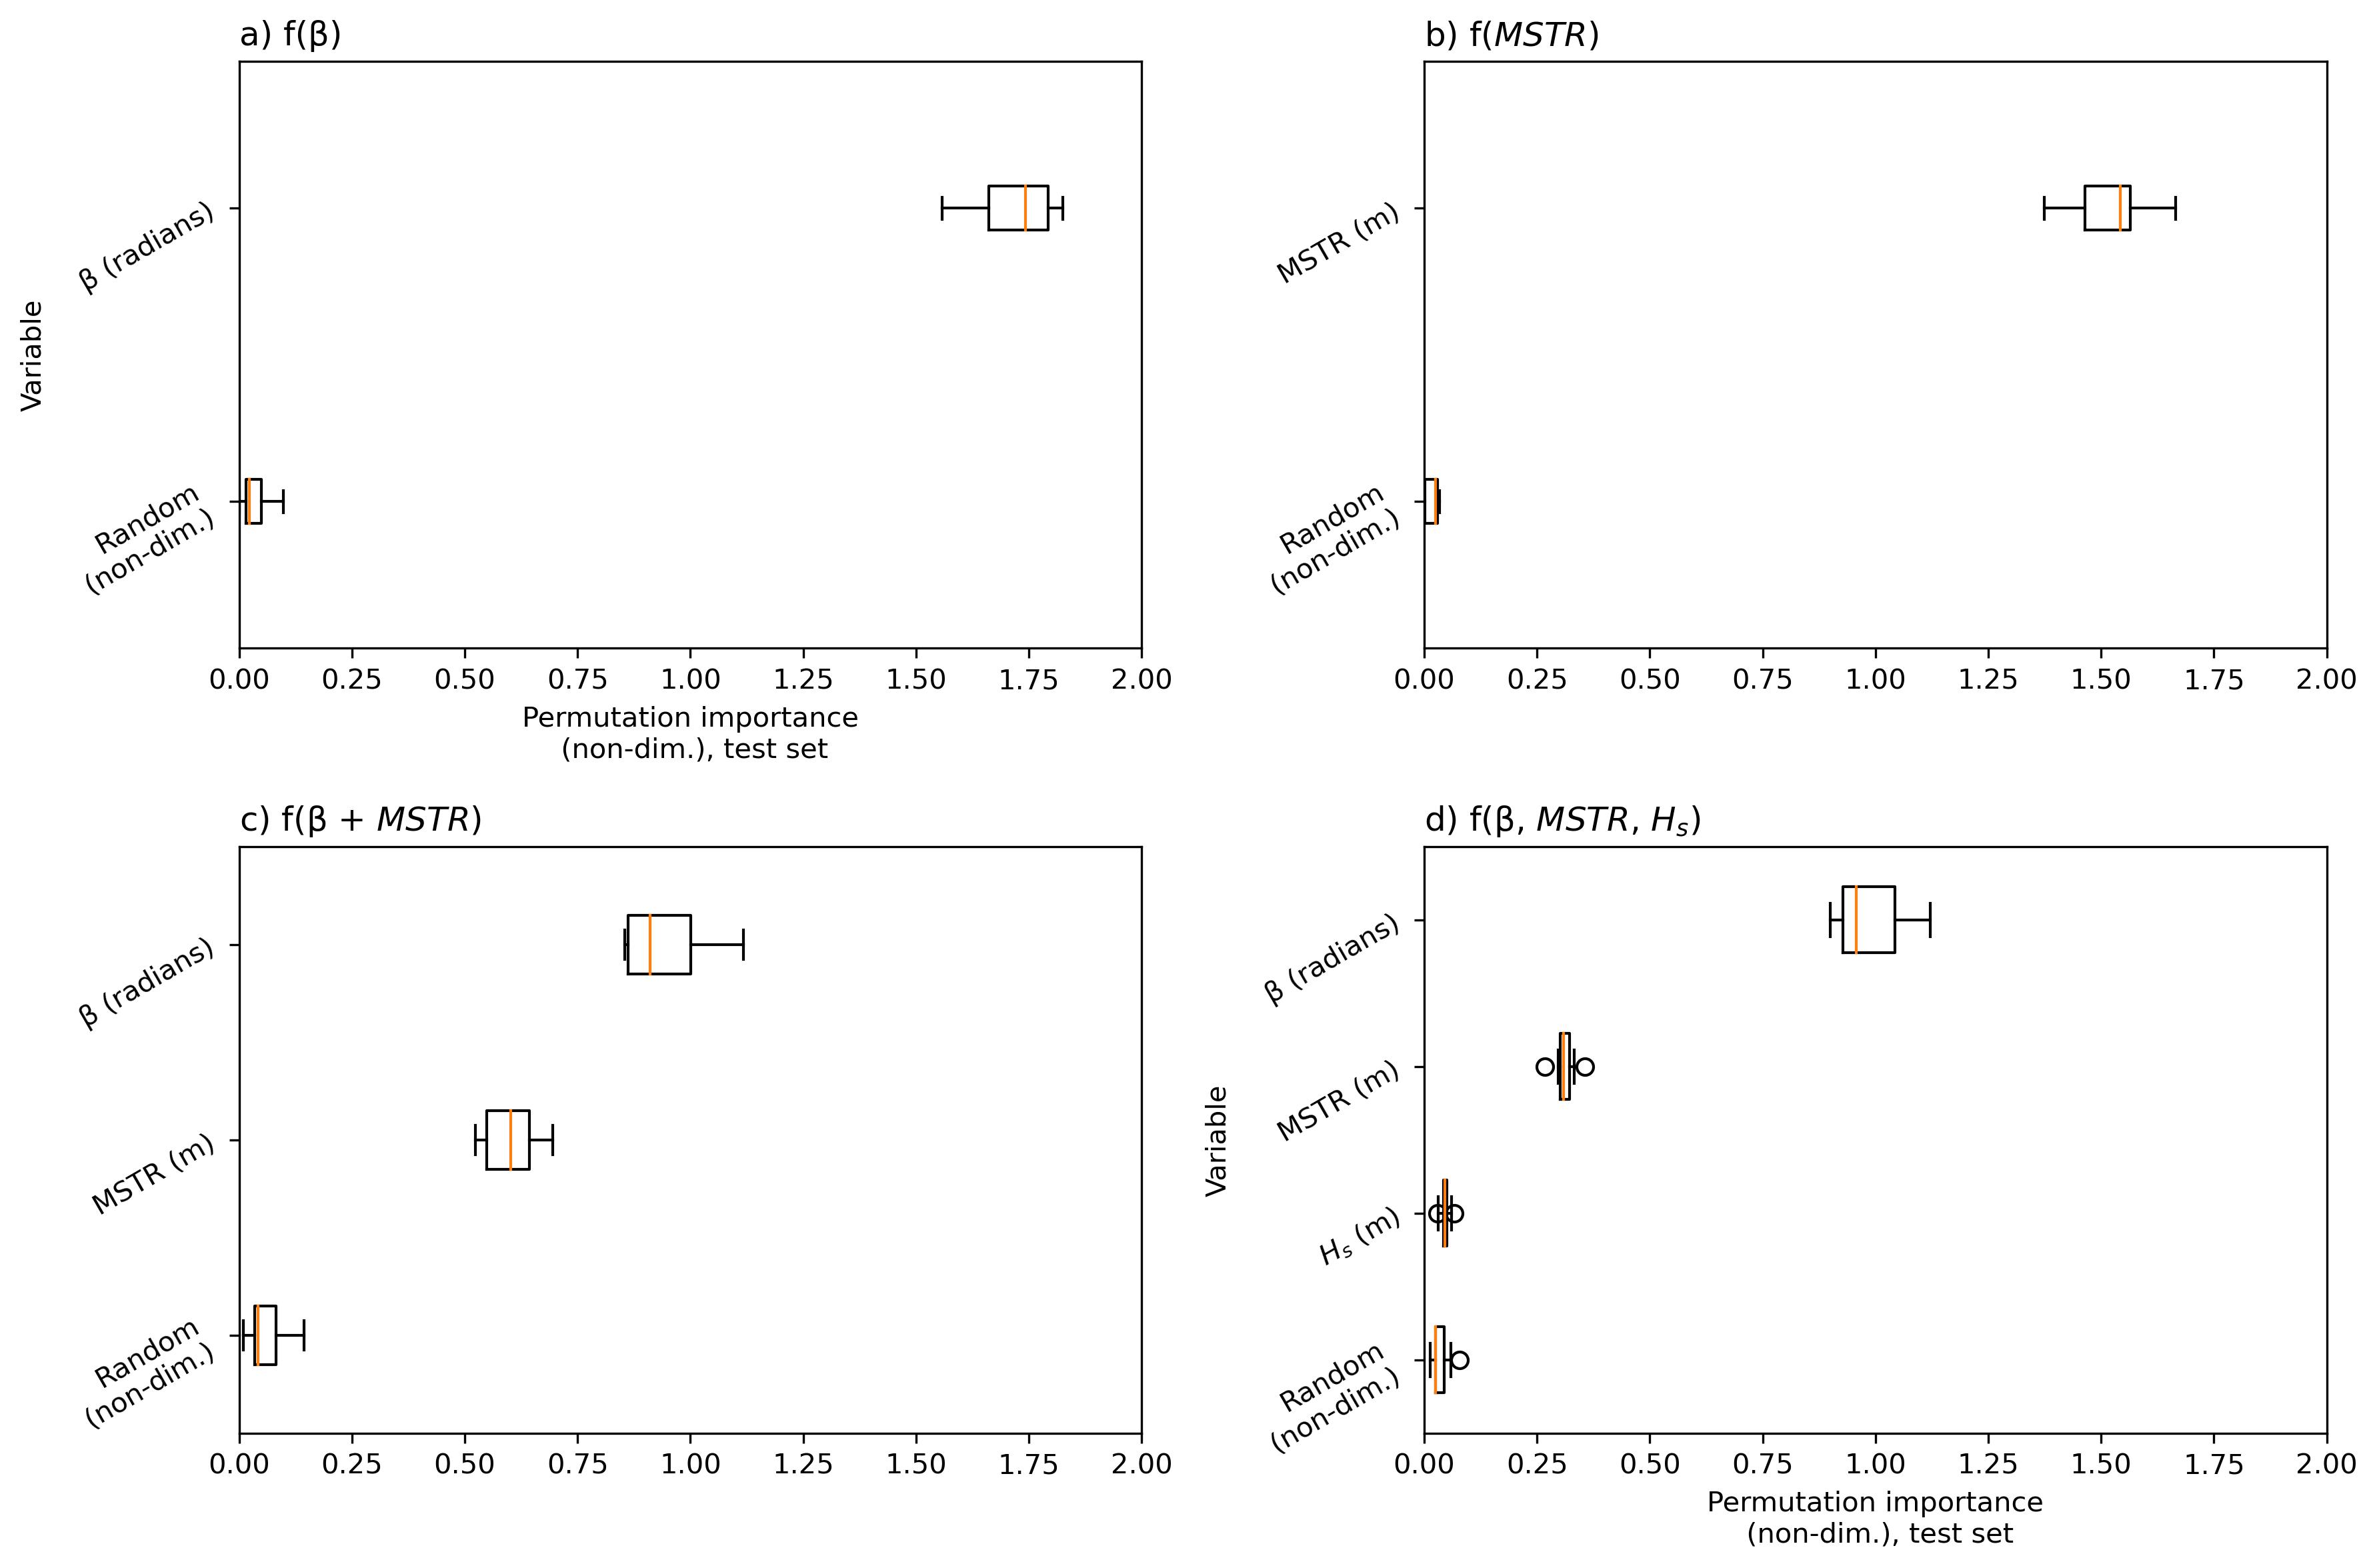 a) f(β)
Variable
β (radians)
Random
(non-dim.)
0.00 0.25 0.50 0.75 1.00 1.25 1.50 1.75 2.00
Permutation importance
(non-dim.), test set
b) f(MSTR)
MSTR (m)
Random
(non-dim.)
0.00 0.25 0.50 0.75 1.00 1.25 1.50 1.75 2.00
c) f(β + MSTR)
β (radians)
MSTR (m)
Random
(non-dim.)
0.00 0.25 0.50 0.75 1.00 1.25 1.50 1.75 2.00
d) f(β, MSTR, Hₛ)
Variable
β (radians)
MSTR (m)
Hₛ (m)
Random
(non-dim.)
0.00 0.25 0.50 0.75 1.00 1.25 1.50 1.75 2.00
Permutation importance
(non-dim.), test set